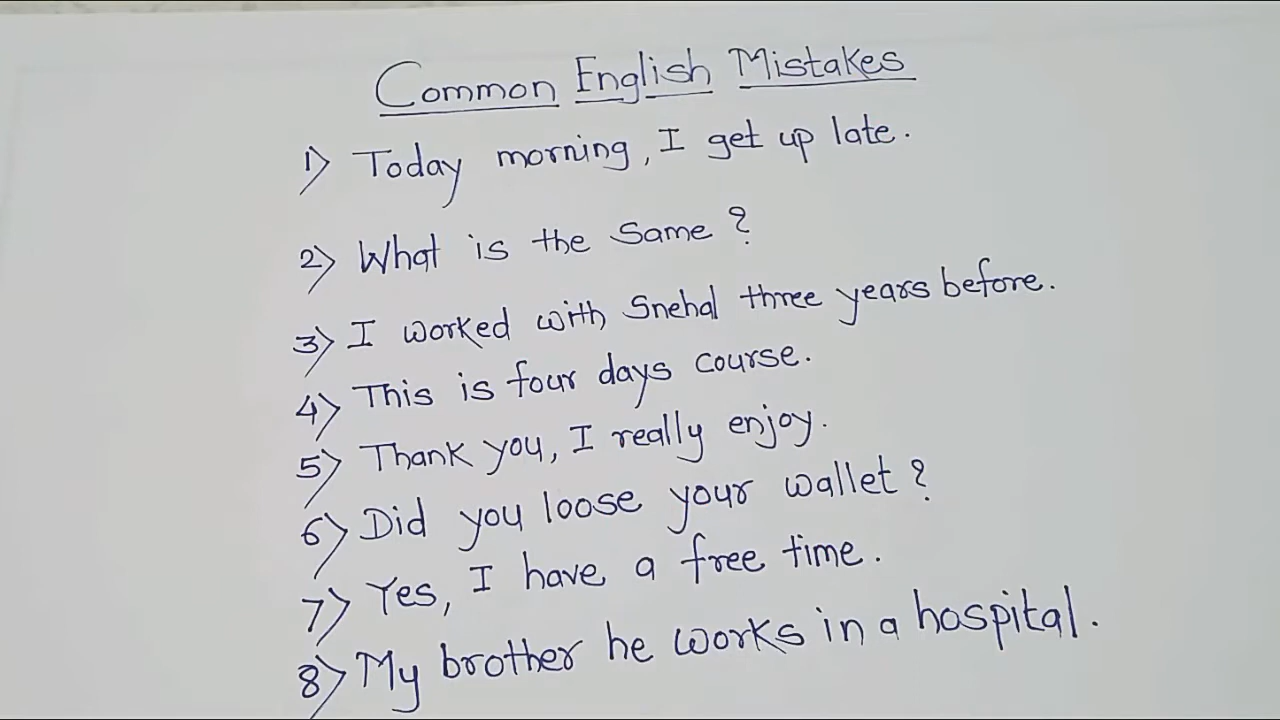 Common English Mistakes
1) Today morning, I get up late.
2) What is the Same?
3) I worked with Snehal three years before.
4) This is four days course.
5) Thank you, I really enjoy.
6) Did you loose your wallet?
7) Yes, I have a free time.
8) My brother he works in a hospital.